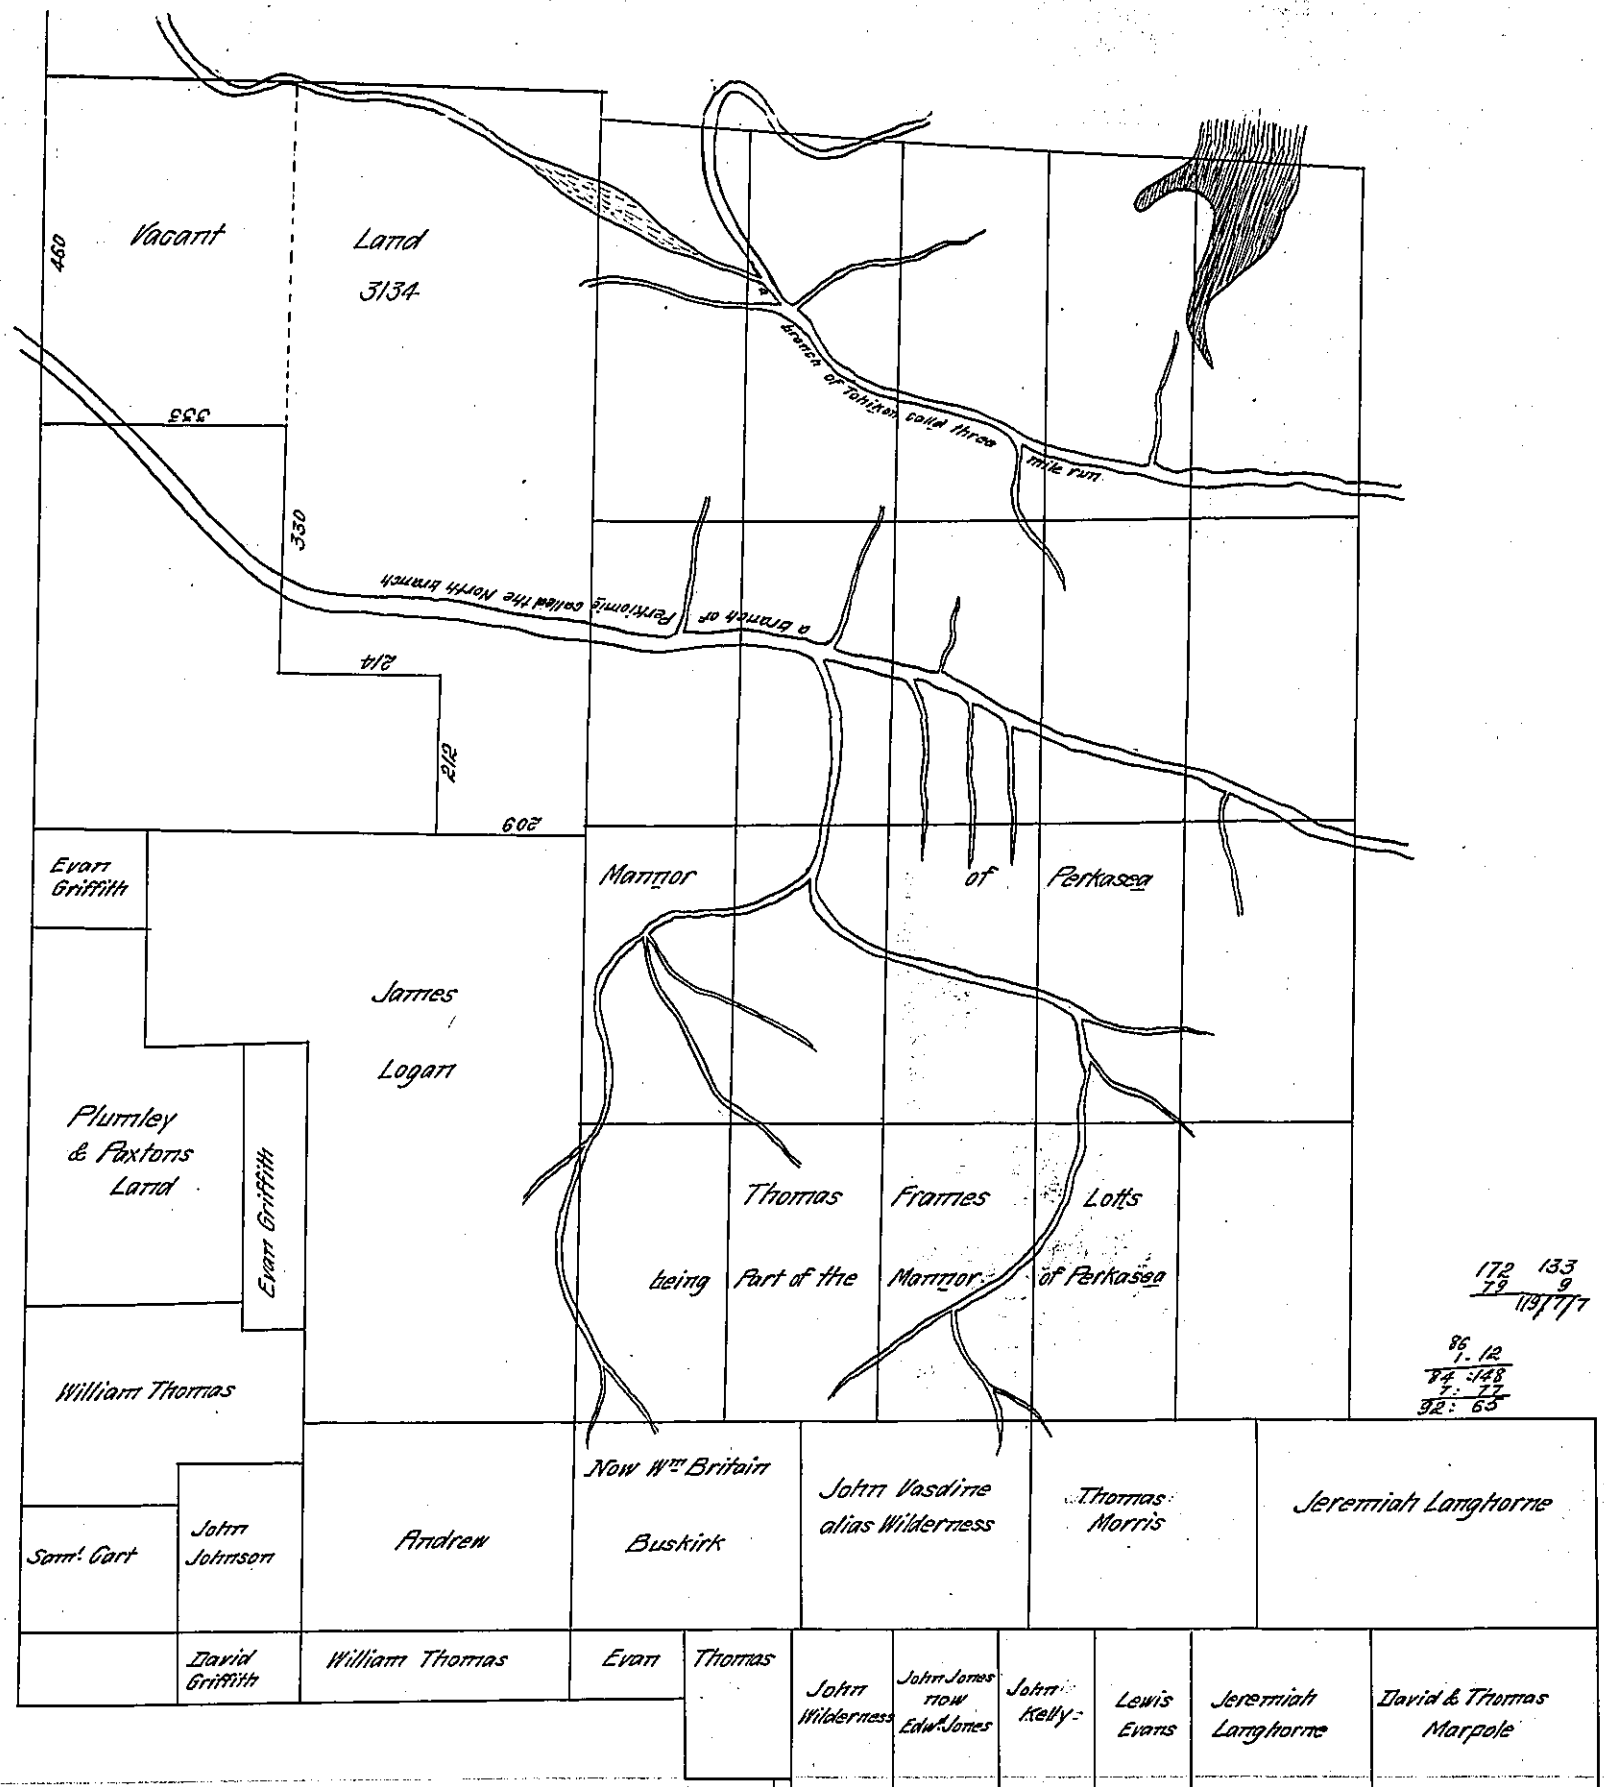 Vacant
Land
3134
460
333
330
a
branch of Tohikon calld three
mile run
a branch of
Perkiomie called the North branch
214
212
209
Evan
Griffith
Mannor of Perkasea
James
Logan
Plumley
& Paxtons
Land
Evan Griffith
Thomas Frames Lotts
being Part of the Mannor of Perkasea
172 133
79 9
119/7/7
86
1. 12
84 :148
7: 77
92: 65
William Thomas
Now Wm Britain
John Vasdine
alias Wilderness
Thomas
Morris
Jeremiah Langhorne
Saml Cart
John
Johnson
Andrew
Buskirk
David
Griffith
William Thomas
Evan Thomas
John
Wilderness
John Jones
now
Edwd Jones
John
Kelly
Lewis
Evans
Jeremiah
Langhorne
David & Thomas
Marpole